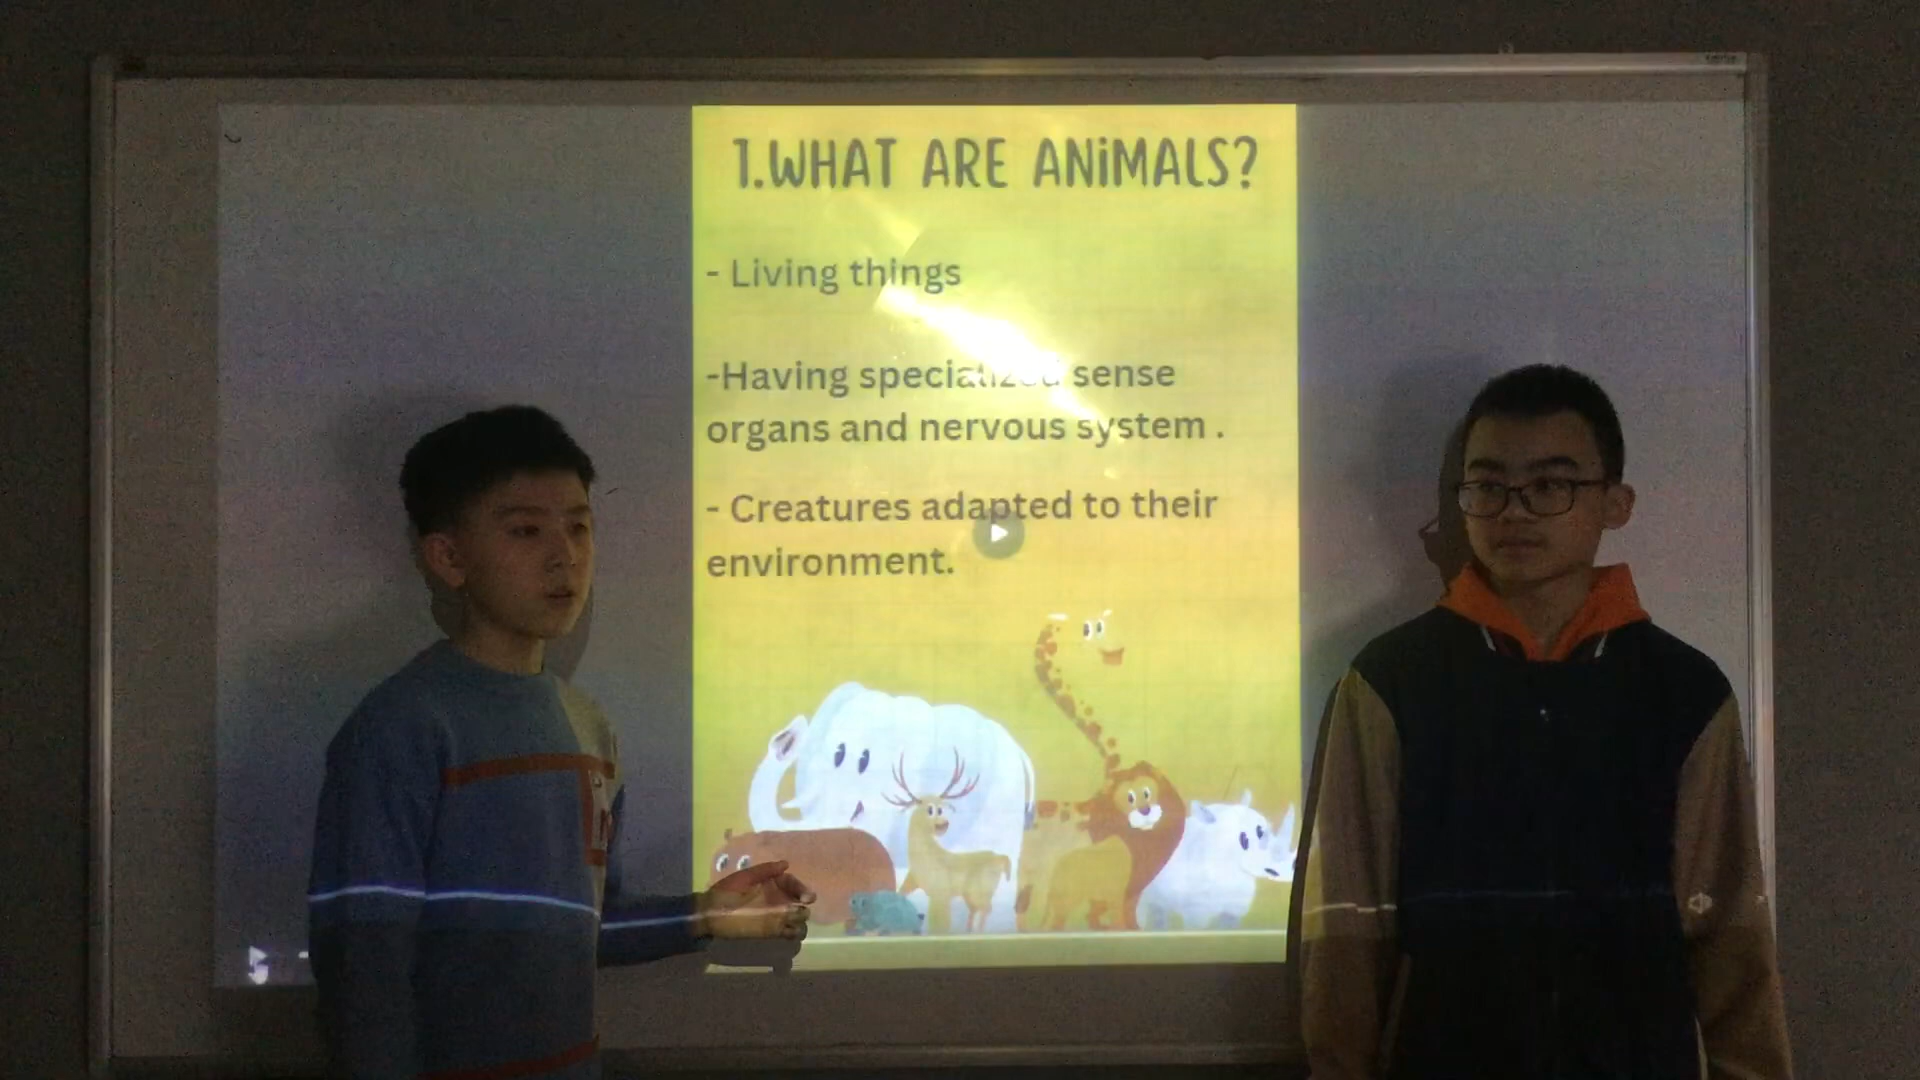 1.WHAT ARE ANiMALS?
- Living things
-Having specialized sense
organs and nervous system .
- Creatures adapted to their
environment.